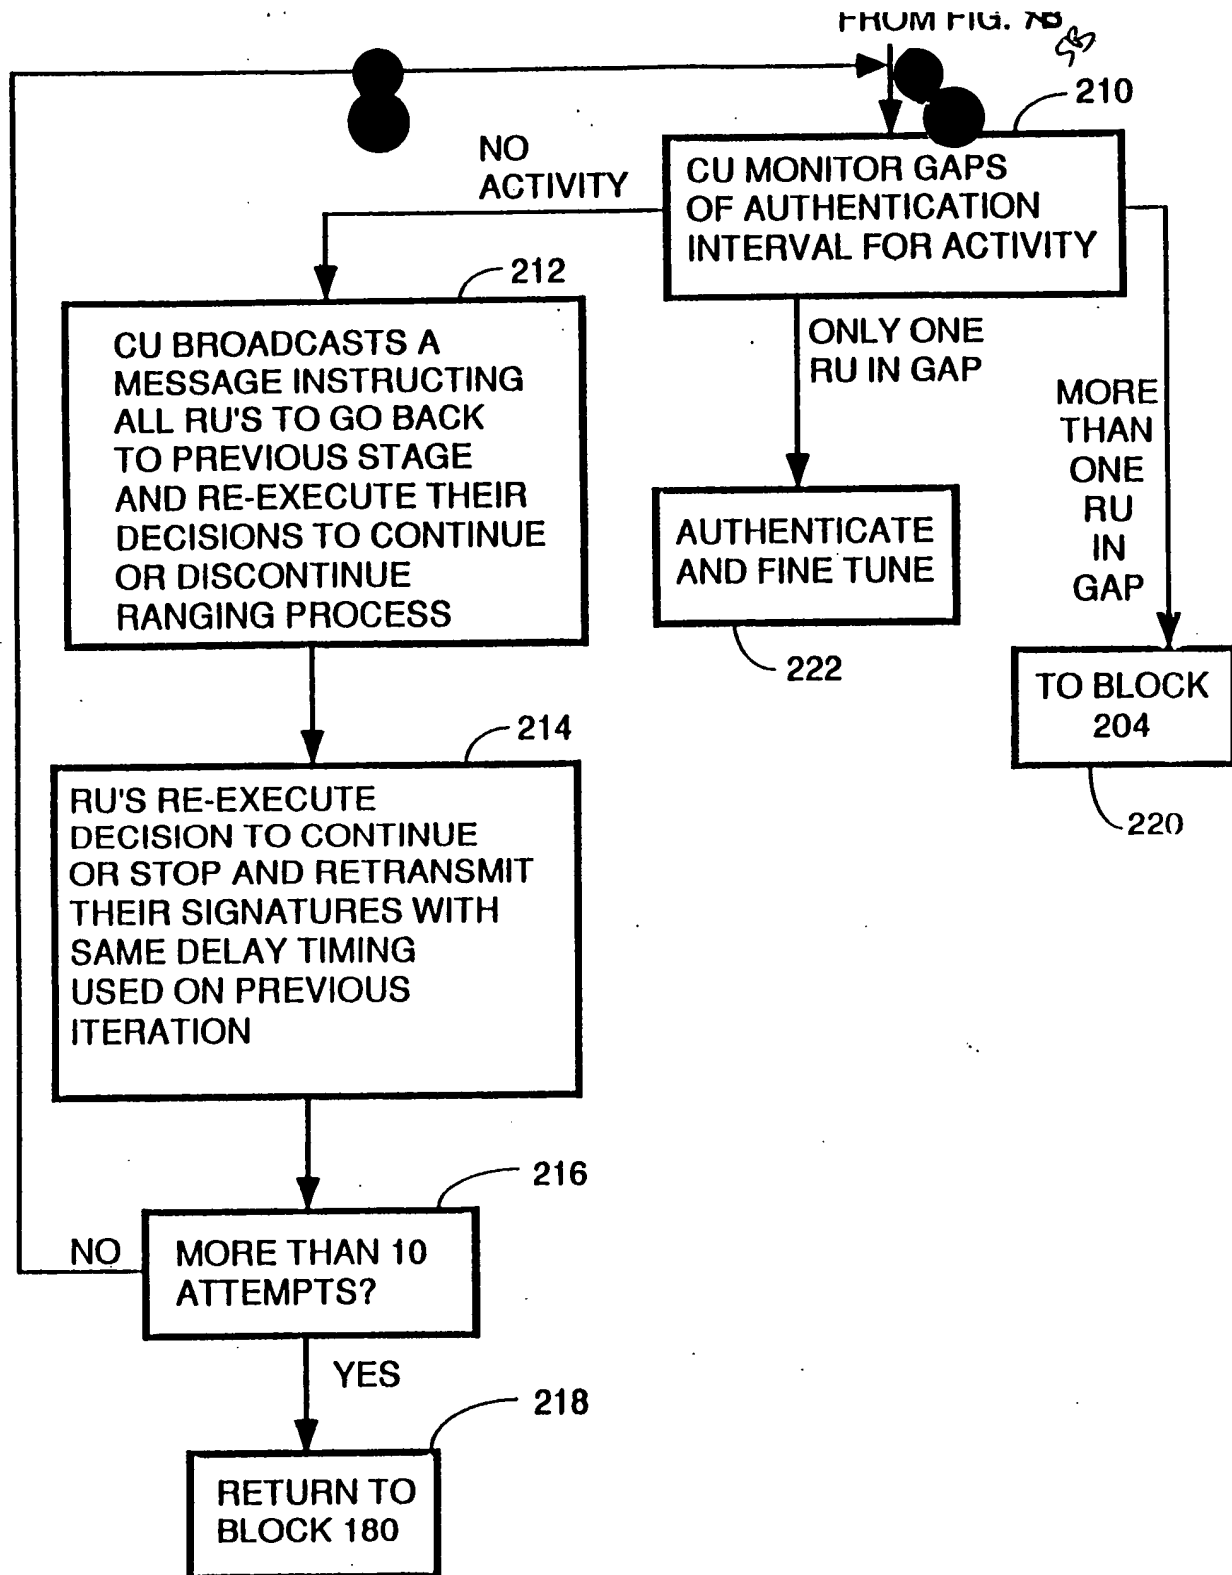 FROM FIG. 7B
210
NO
ACTIVITY
CU MONITOR GAPS
OF AUTHENTICATION
INTERVAL FOR ACTIVITY
212
CU BROADCASTS A
MESSAGE INSTRUCTING
ALL RU'S TO GO BACK
TO PREVIOUS STAGE
AND RE-EXECUTE THEIR
DECISIONS TO CONTINUE
OR DISCONTINUE
RANGING PROCESS
ONLY ONE
RU IN GAP
MORE
THAN
ONE
RU
IN
GAP
AUTHENTICATE
AND FINE TUNE
222
TO BLOCK
204
220
214
RU'S RE-EXECUTE
DECISION TO CONTINUE
OR STOP AND RETRANSMIT
THEIR SIGNATURES WITH
SAME DELAY TIMING
USED ON PREVIOUS
ITERATION
216
NO
MORE THAN 10
ATTEMPTS?
YES
218
RETURN TO
BLOCK 180